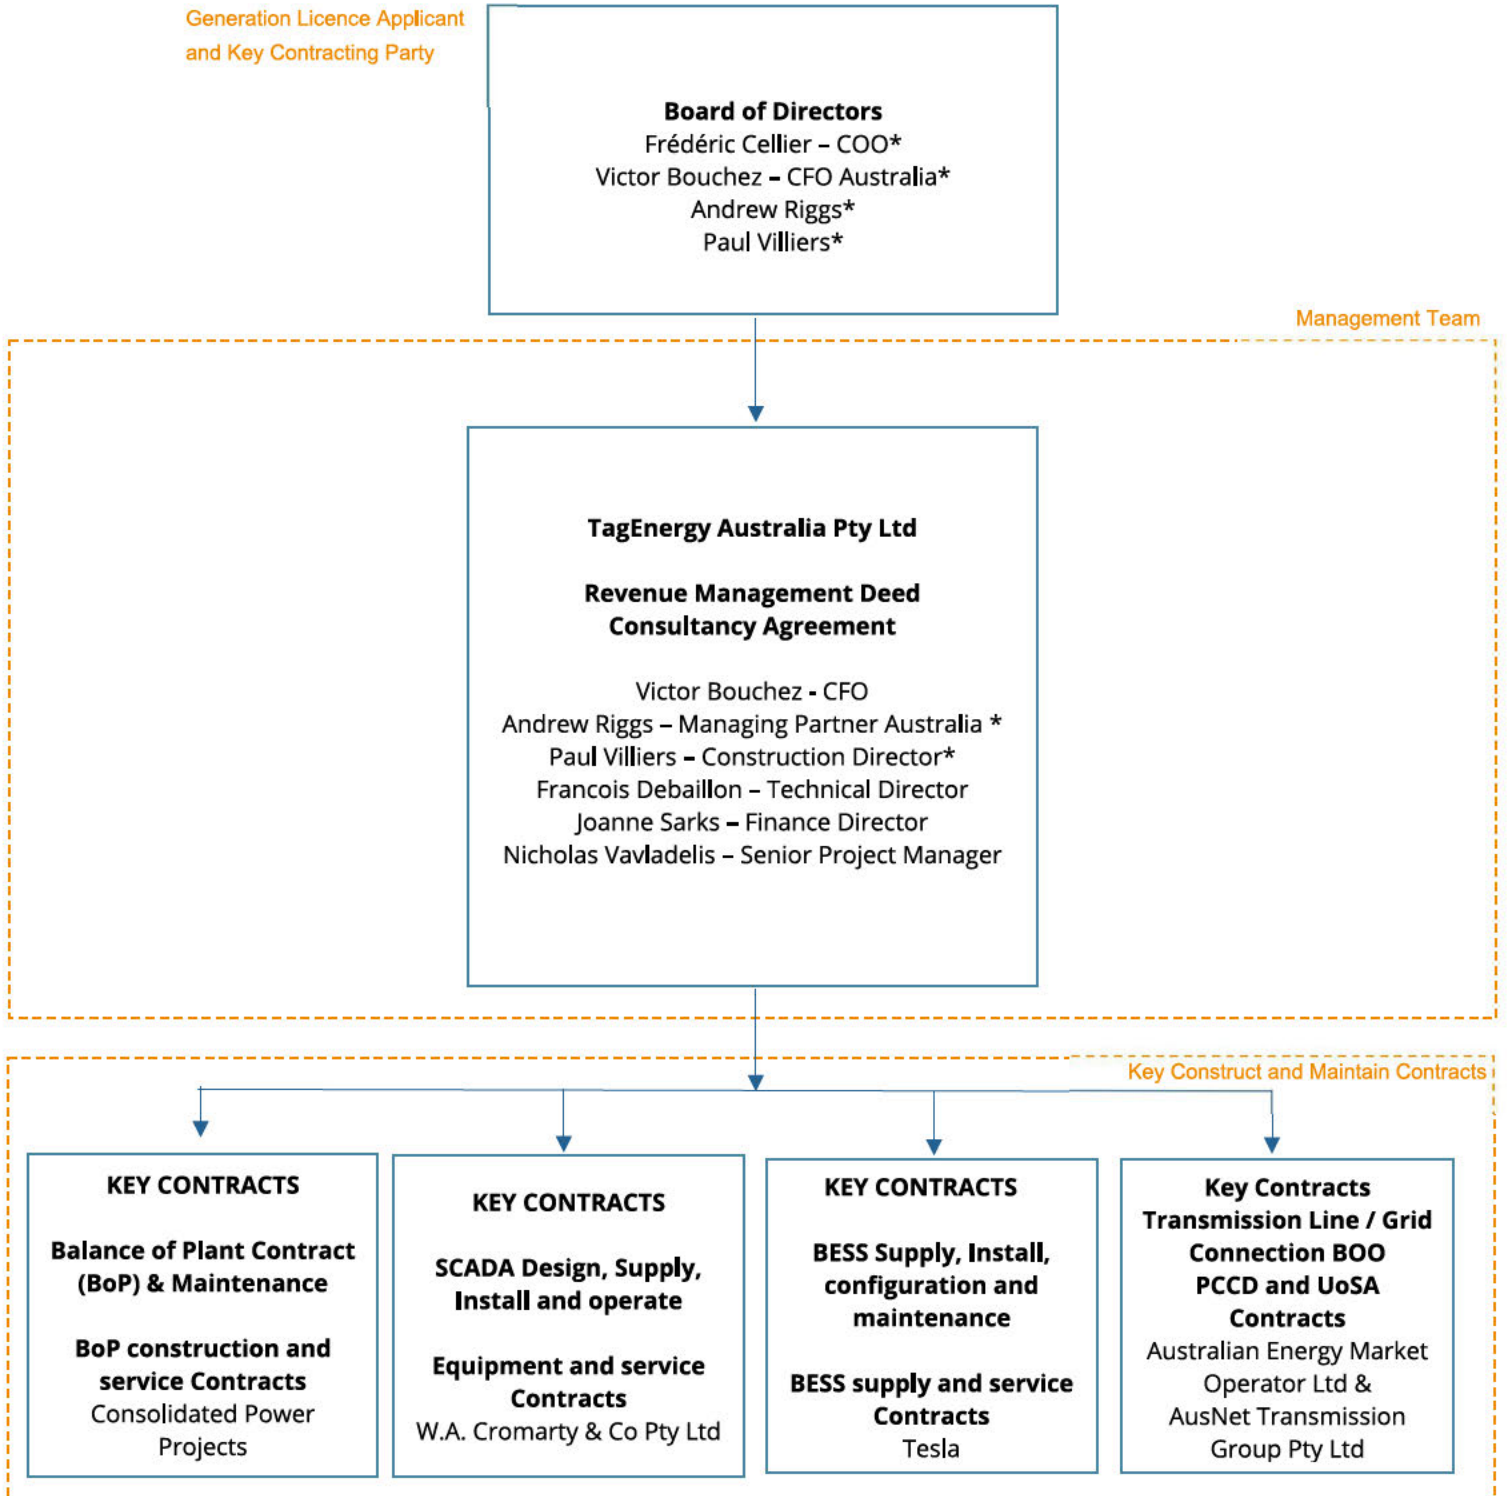 Generation Licence Applicant
and Key Contracting Party
Board of Directors
Frédéric Cellier – COO*
Victor Bouchez – CFO Australia*
Andrew Riggs*
Paul Villiers*
Management Team
TagEnergy Australia Pty Ltd
Revenue Management Deed
Consultancy Agreement
Victor Bouchez - CFO
Andrew Riggs – Managing Partner Australia *
Paul Villiers – Construction Director*
Francois Debaillon – Technical Director
Joanne Sarks – Finance Director
Nicholas Vavladelis – Senior Project Manager
Key Construct and Maintain Contracts
KEY CONTRACTS
Balance of Plant Contract
(BoP) & Maintenance
BoP construction and
service Contracts
Consolidated Power
Projects
KEY CONTRACTS
SCADA Design, Supply,
Install and operate
Equipment and service
Contracts
W.A. Cromarty & Co Pty Ltd
KEY CONTRACTS
BESS Supply, Install,
configuration and
maintenance
BESS supply and service
Contracts
Tesla
Key Contracts
Transmission Line / Grid
Connection BOO
PCCD and UoSA
Contracts
Australian Energy Market
Operator Ltd &
AusNet Transmission
Group Pty Ltd